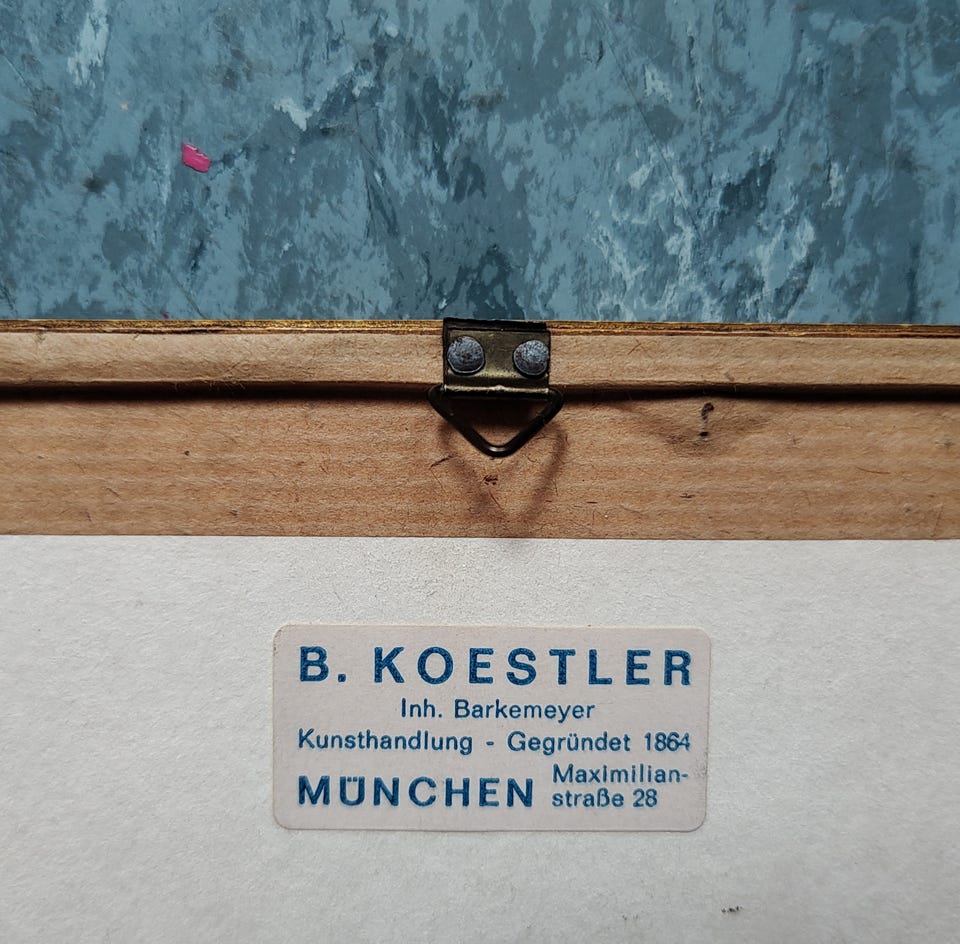 B. KOESTLER
Inh. Barkemeyer
Kunsthandlung - Gegründet 1864
MÜNCHEN Maximilian-
straße 28